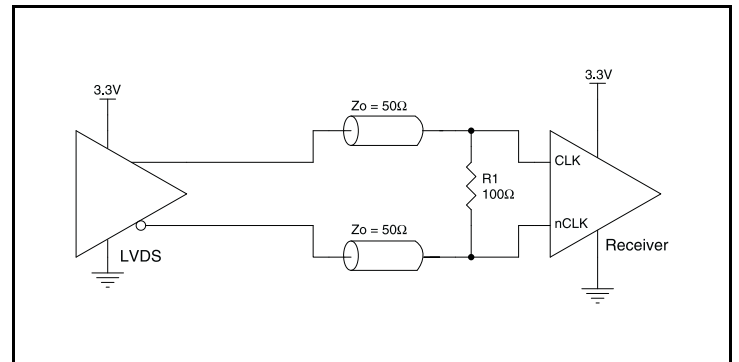 3.3V
3.3V
Zo = 50Ω
CLK
R1
100Ω
nCLK
Zo = 50Ω
Receiver
LVDS